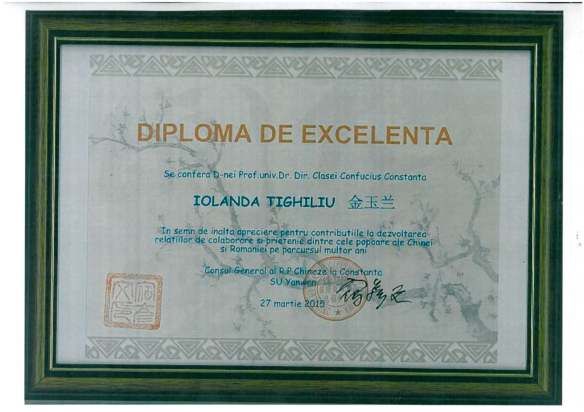 DIPLOMA DE EXCELENTA
Se confera D-nei Prof.univ.Dr. Dir. Clasei Confucius Constanta
IOLANDA TIGHILIU 金玉兰
In semn de inalta apreciere pentru contributiile la dezvoltarea
relatiilor de colaborare si prietenie dintre cele popoare ale Chinei
si Romaniei pe parcursul multor ani
Consul General al R.P Chineze la Constanta
SU Yanwen
27 martie 2015